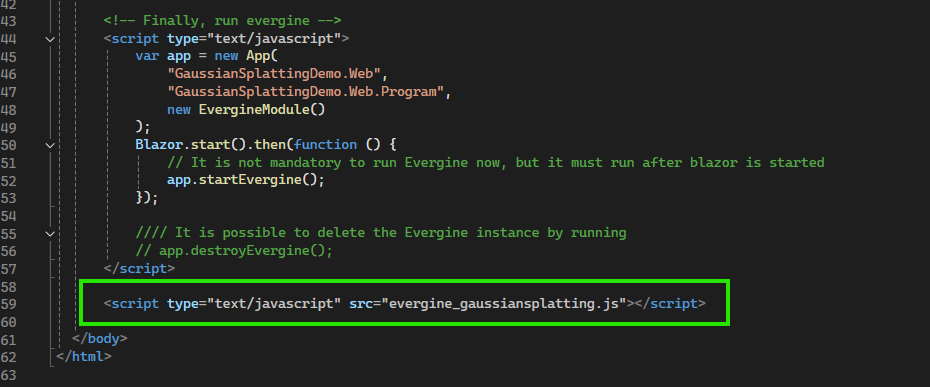 42
43 <!-- Finally, run evergine -->
44 <script type="text/javascript">
45 var app = new App(
46 "GaussianSplattingDemo.Web",
47 "GaussianSplattingDemo.Web.Program",
48 new EvergineModule()
49 );
50 Blazor.start().then(function () {
51 // It is not mandatory to run Evergine now, but it must run after blazor is started
52 app.startEvergine();
53 });
54
55 //// It is possible to delete the Evergine instance by running
56 // app.destroyEvergine();
57 </script>
58
59 <script type="text/javascript" src="evergine_gaussiansplatting.js"></script>
60
61 </body>
62 </html>
63